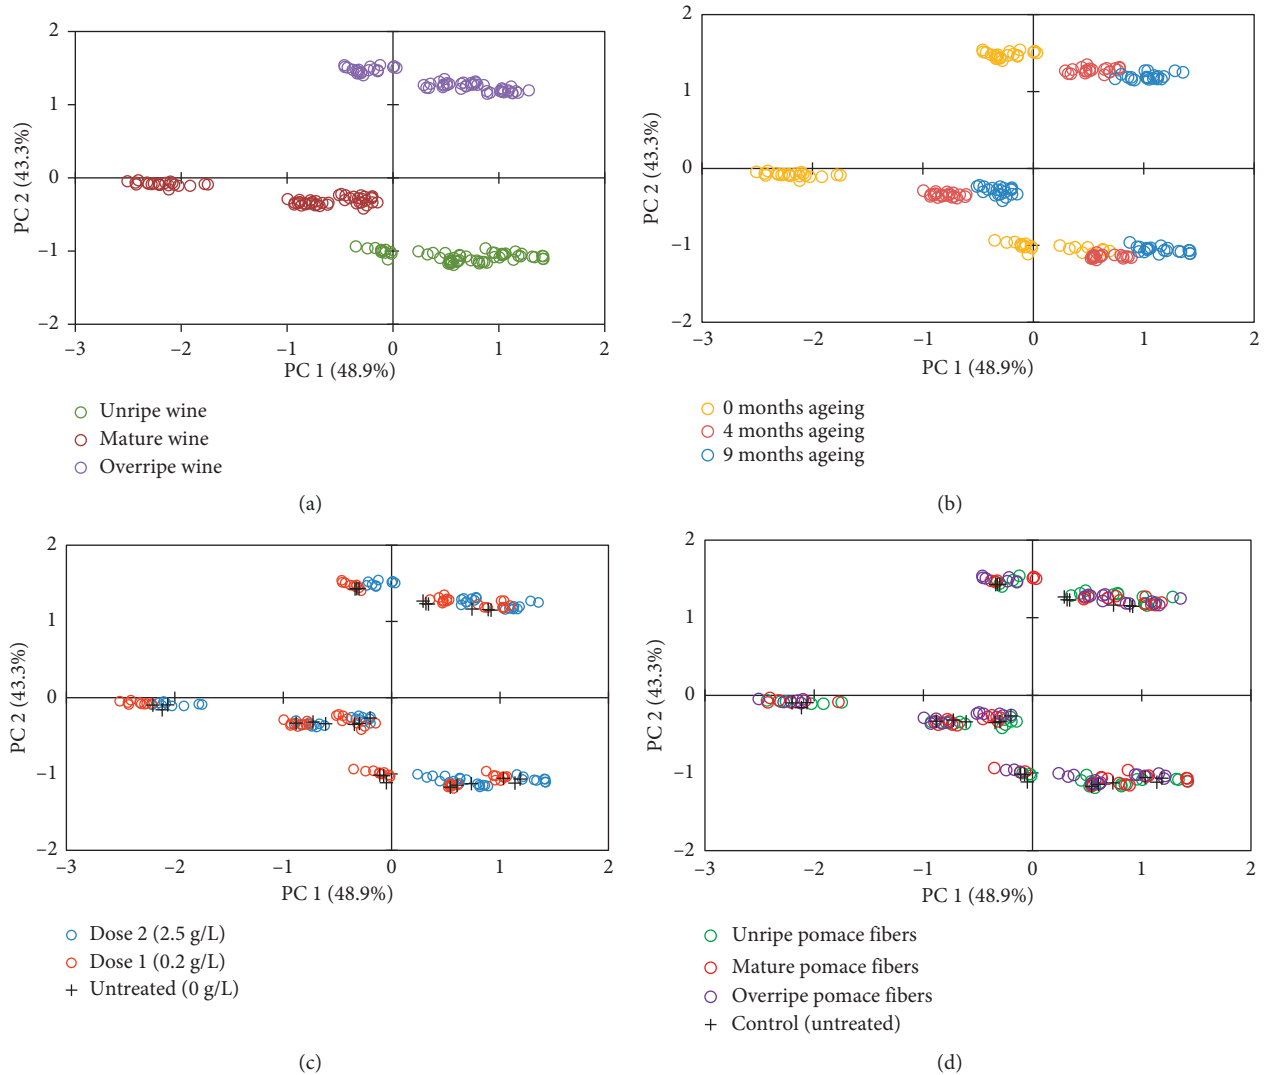 2
1
0
−1
−2
−3
−2
−1
0
1
2
PC 2 (43.3%)
PC 1 (48.9%)
Unripe wine
Mature wine
Overripe wine
(a)
2
1
0
−1
−2
−3
−2
−1
0
1
2
PC 2 (43.3%)
PC 1 (48.9%)
0 months ageing
4 months ageing
9 months ageing
(b)
2
1
0
−1
−2
−3
−2
−1
0
1
2
PC 2 (43.3%)
PC 1 (48.9%)
Dose 2 (2.5 g/L)
Dose 1 (0.2 g/L)
Untreated (0 g/L)
(c)
2
1
0
−1
−2
−3
−2
−1
0
1
2
PC 2 (43.3%)
PC 1 (48.9%)
Unripe pomace fibers
Mature pomace fibers
Overripe pomace fibers
Control (untreated)
(d)